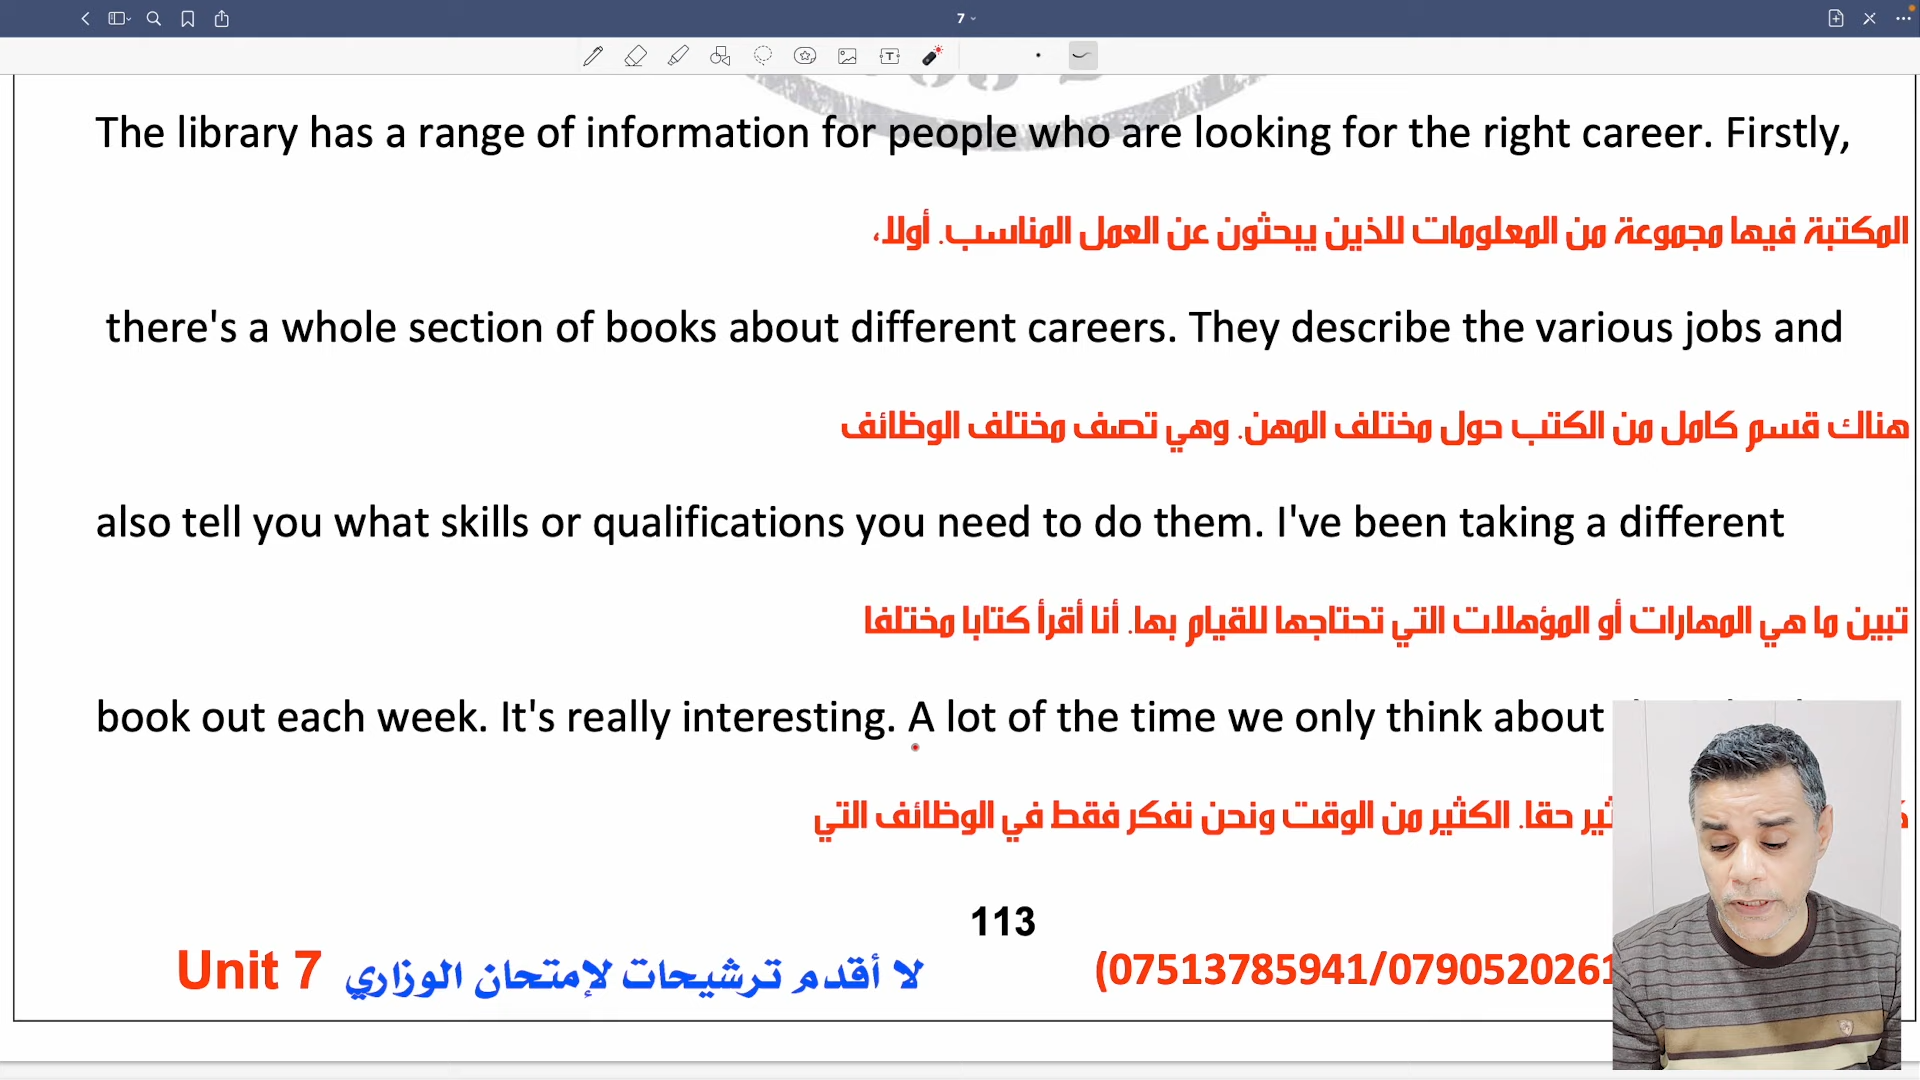 7
The library has a range of information for people who are looking for the right career. Firstly,
المكتبة فيها مجموعة من المعلومات للذين يبحثون عن العمل المناسب. أولا،
there's a whole section of books about different careers. They describe the various jobs and
هناك قسم كامل من الكتب حول مختلف المهن. وهي تصف مختلف الوظائف
also tell you what skills or qualifications you need to do them. I've been taking a different
تبين ما هي المهارات أو المؤهلات التي تحتاجها للقيام بها. أنا أقرأ كتابا مختلفا
book out each week. It's really interesting. A lot of the time we only think about
حقا. الكثير من الوقت ونحن نفكر فقط في الوظائف التي
113
Unit 7 لا أقدم ترشيحات لإمتحان الوزاري (07513785941/0790520261